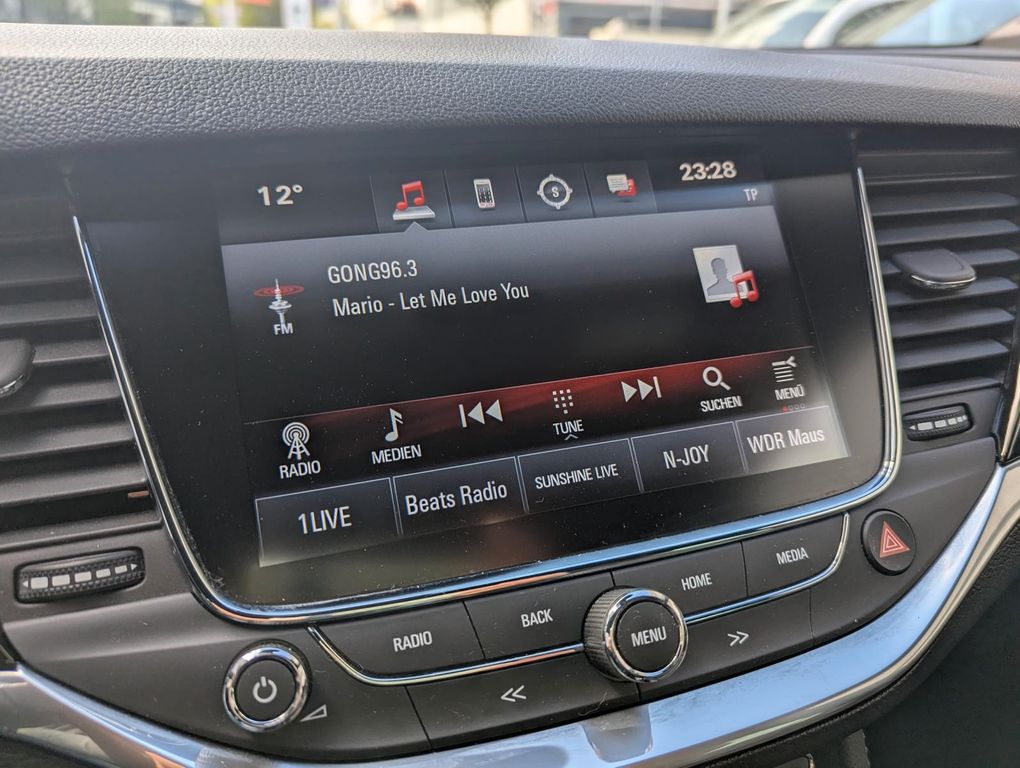 12°
23:28
S
TP
GONG96.3
Mario - Let Me Love You
FM
RADIO
MEDIEN
TUNE
SUCHEN
MENÜ
1LIVE
Beats Radio
SUNSHINE LIVE
N-JOY
WDR Maus
RADIO
BACK
HOME
MEDIA
MENU